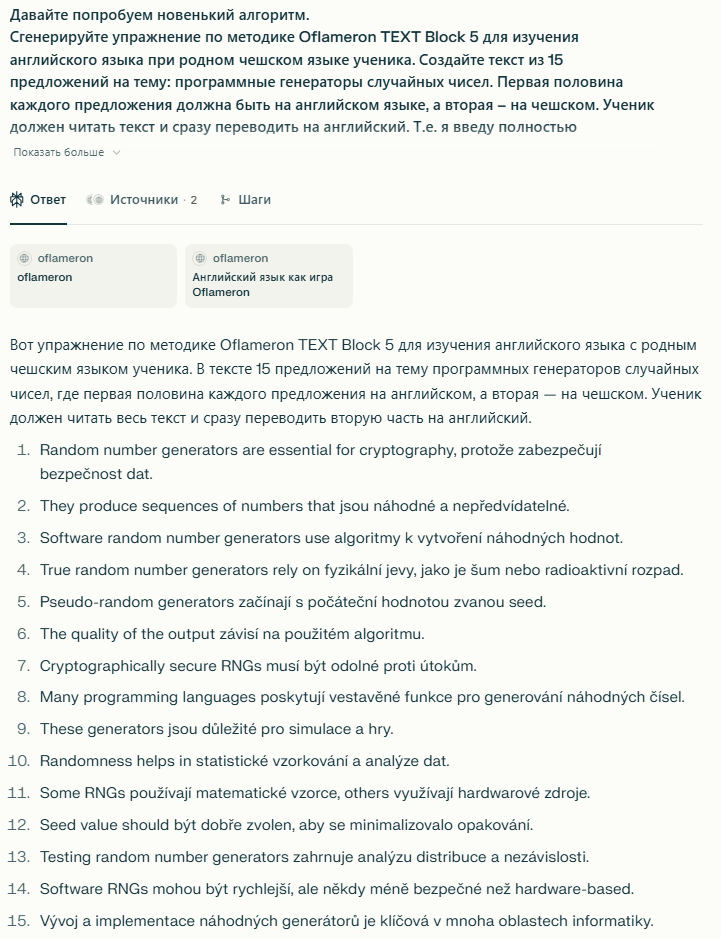 Давайте попробуем новенький алгоритм.
Сгенерируйте упражнение по методике Oflameron TEXT Block 5 для изучения
английского языка при родном чешском языке ученика. Создайте текст из 15
предложений на тему: программные генераторы случайных чисел. Первая половина
каждого предложения должна быть на английском языке, а вторая – на чешском. Ученик
должен читать текст и сразу переводить на английский. Т.е. я введу полностью
Показать больше
Ответ Источники · 2 Шаги
oflameron oflameron
oflameron Английский язык как игра
Oflameron
Вот упражнение по методике Oflameron TEXT Block 5 для изучения английского языка с родным
чешским языком ученика. В тексте 15 предложений на тему программных генераторов случайных
чисел, где первая половина каждого предложения на английском, а вторая — на чешском. Ученик
должен читать весь текст и сразу переводить вторую часть на английский.
1. Random number generators are essential for cryptography, protože zabezpečují
bezpečnost dat.
2. They produce sequences of numbers that jsou náhodné a nepředvídatelné.
3. Software random number generators use algoritmy k vytvoření náhodných hodnot.
4. True random number generators rely on fyzikální jevy, jako je šum nebo radioaktivní rozpad.
5. Pseudo-random generators začínají s počáteční hodnotou zvanou seed.
6. The quality of the output závisí na použitém algoritmu.
7. Cryptographically secure RNGs musí být odolné proti útokům.
8. Many programming languages poskytují vestavěné funkce pro generování náhodných čísel.
9. These generators jsou důležité pro simulace a hry.
10. Randomness helps in statistické vzorkování a analýze dat.
11. Some RNGs používají matematické vzorce, others využívají hardwarové zdroje.
12. Seed value should být dobře zvolen, aby se minimalizovalo opakování.
13. Testing random number generators zahrnuje analýzu distribuce a nezávislosti.
14. Software RNGs mohou být rychlejší, ale někdy méně bezpečné než hardware-based.
15. Vývoj a implementace náhodných generátorů je klíčová v mnoha oblastech informatiky.